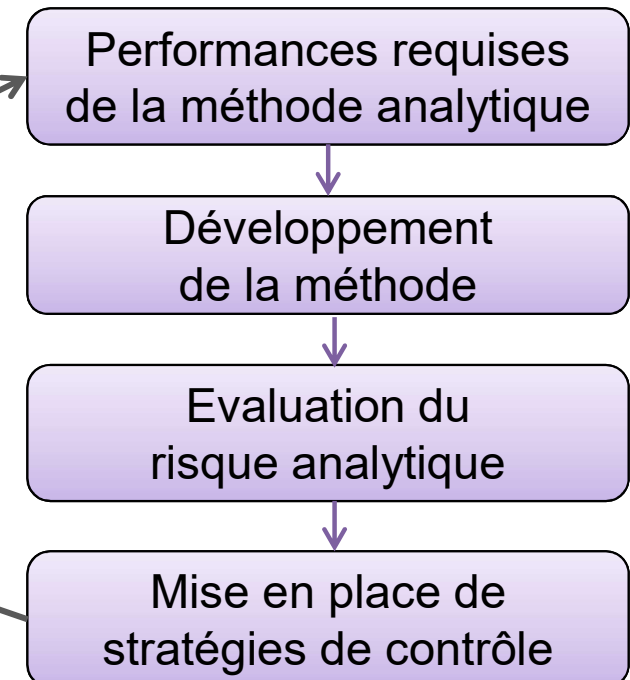 Performances requises
de la méthode analytique
Développement
de la méthode
Evaluation du
risque analytique
Mise en place de
stratégies de contrôle